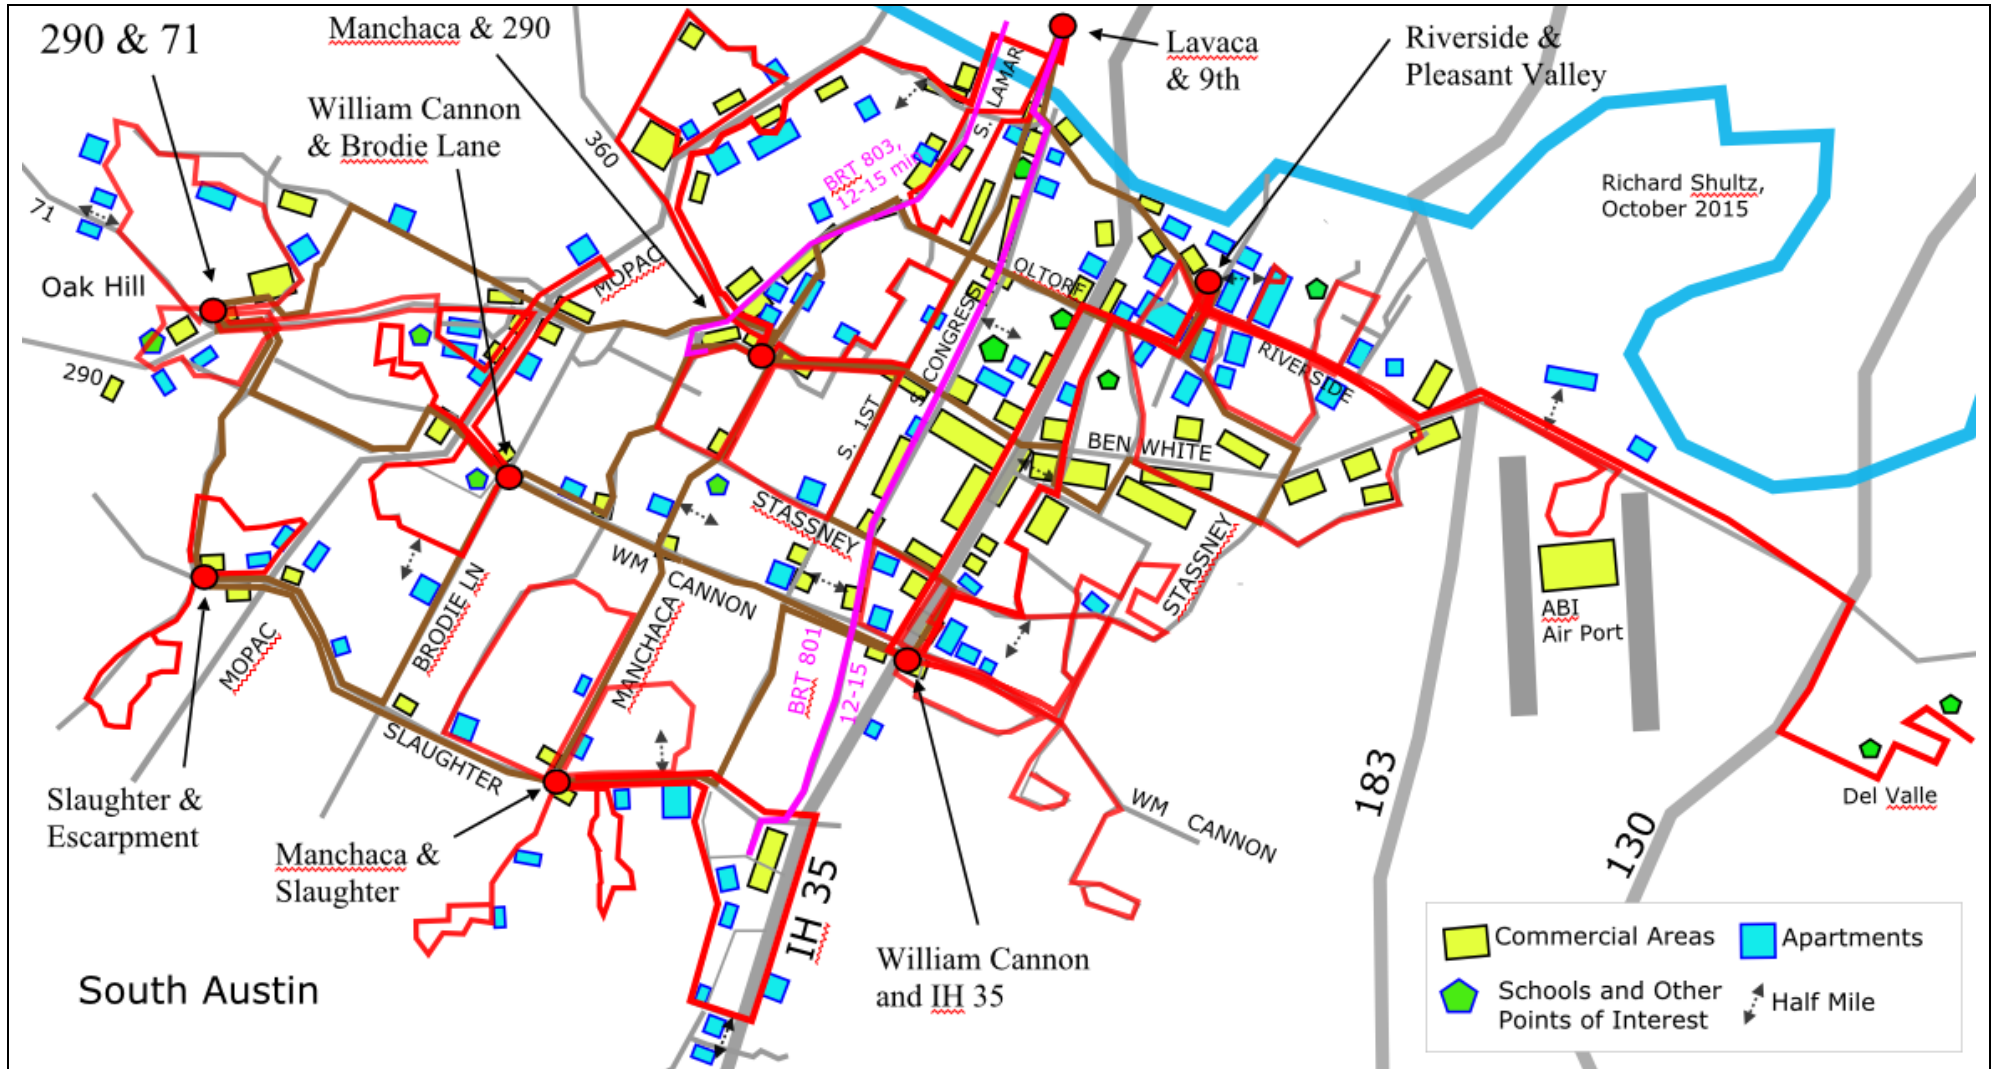 290 & 71
Manchaca & 290
William Cannon
& Brodie Lane
Lavaca
& 9th
Riverside &
Pleasant Valley
Richard Shultz,
October 2015
360
S. LAMAR
BRT 803,
12-15 min
71
Oak Hill
MOPAC
OLTORF
S. CONGRESS
RIVERSIDE
290
S. 1ST
BEN WHITE
STASSNEY
STASSNEY
WM CANNON
BRODIE LN
MANCHACA
MOPAC
BRT 801
12-15
ABI
Air Port
SLAUGHTER
Slaughter &
Escarpment
Manchaca &
Slaughter
WM CANNON
183
130
Del Valle
IH 35
William Cannon
and IH 35
South Austin
Commercial Areas
Apartments
Schools and Other
Points of Interest
Half Mile